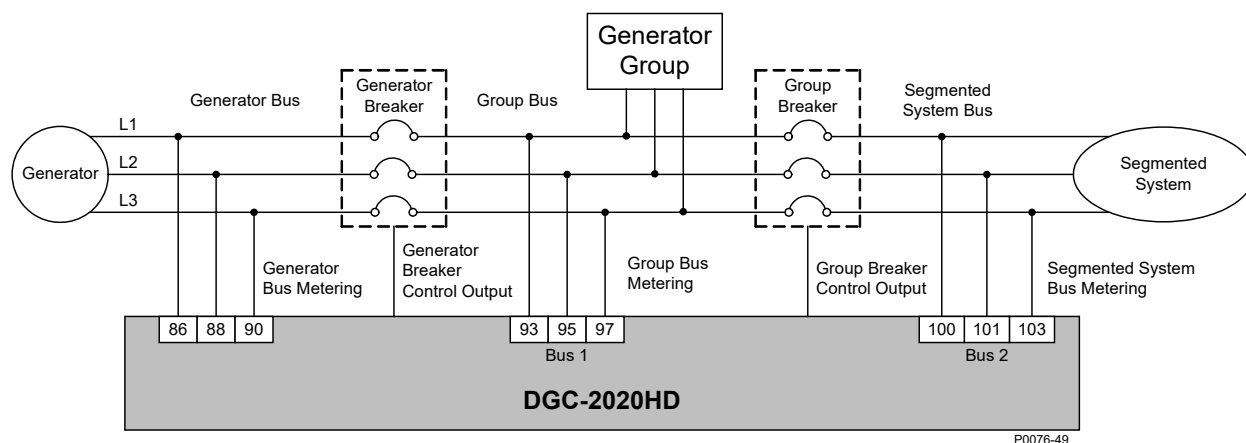 Generator
Group
Generator Bus
Generator
Breaker
Group Bus
Group
Breaker
Segmented
System Bus
L1
L2
L3
Generator
Segmented
System
Generator
Bus Metering
Generator
Breaker
Control Output
Group Bus
Metering
Group Breaker
Control Output
Segmented System
Bus Metering
86 88 90
93 95 97
100 101 103
Bus 1
Bus 2
DGC-2020HD
P0076-49